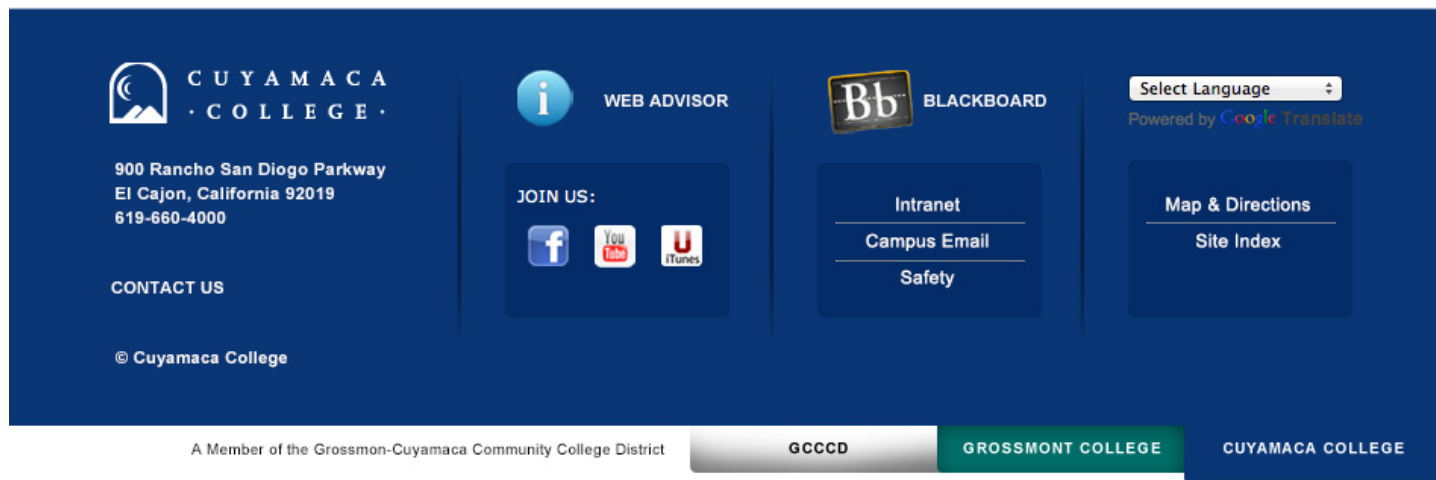 CUYAMACA
· COLLEGE ·
900 Rancho San Diogo Parkway
El Cajon, California 92019
619-660-4000
CONTACT US
© Cuyamaca College
i
WEB ADVISOR
JOIN US:
f
You
Tube
U
iTunes
Bb
BLACKBOARD
Intranet
Campus Email
Safety
Select Language
Powered by Google Translate
Map & Directions
Site Index
A Member of the Grossmon-Cuyamaca Community College District
GCCCD
GROSSMONT COLLEGE
CUYAMACA COLLEGE